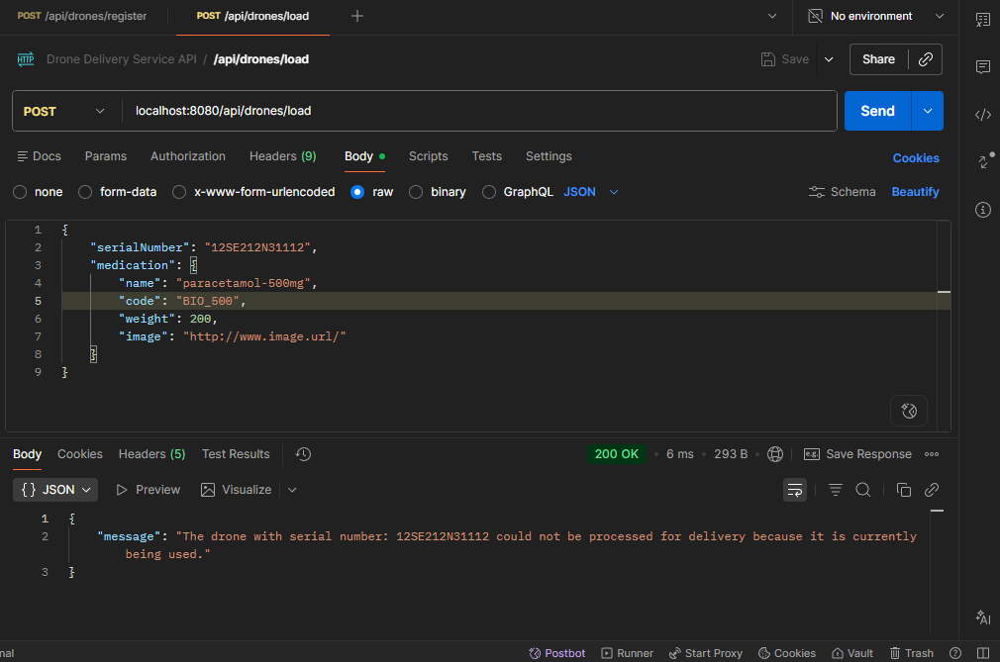 POST /api/drones/register
POST /api/drones/load
No environment
HTTP Drone Delivery Service API / /api/drones/load
Save
Share
POST
localhost:8080/api/drones/load
Send
Docs Params Authorization Headers (9) Body Scripts Tests Settings Cookies
none form-data x-www-form-urlencoded raw binary GraphQL JSON Schema Beautify
1 {
2 "serialNumber": "12SE212N31112",
3 "medication": {
4 "name": "paracetamol-500mg",
5 "code": "BIO_500",
6 "weight": 200,
7 "image": "http://www.image.url/"
8 }
9 }
Body Cookies Headers (5) Test Results 200 OK • 6 ms • 293 B • e.g. Save Response
{} JSON Preview Visualize
1 {
2 "message": "The drone with serial number: 12SE212N31112 could not be processed for delivery because it is currently
being used."
3 }
AI
nal Postbot Runner Start Proxy Cookies Vault Trash